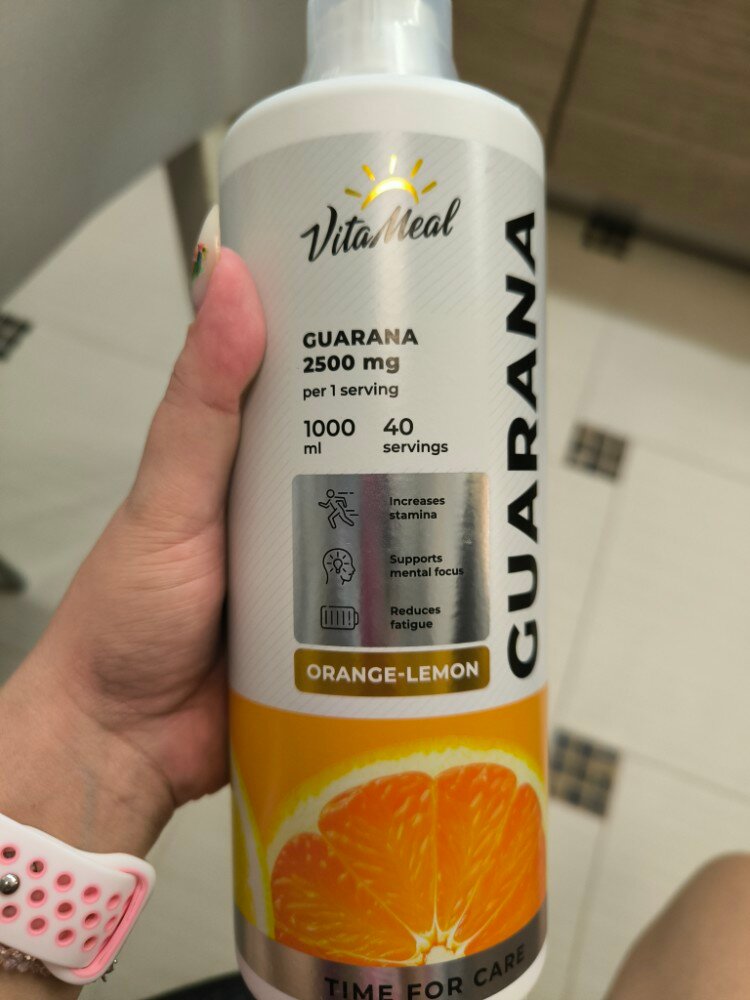 VitaMeal
GUARANA
2500 mg
per 1 serving
1000 ml
40 servings
Increases
stamina
Supports
mental focus
Reduces
fatigue
ORANGE-LEMON
GUARANA
TIME FOR CARE